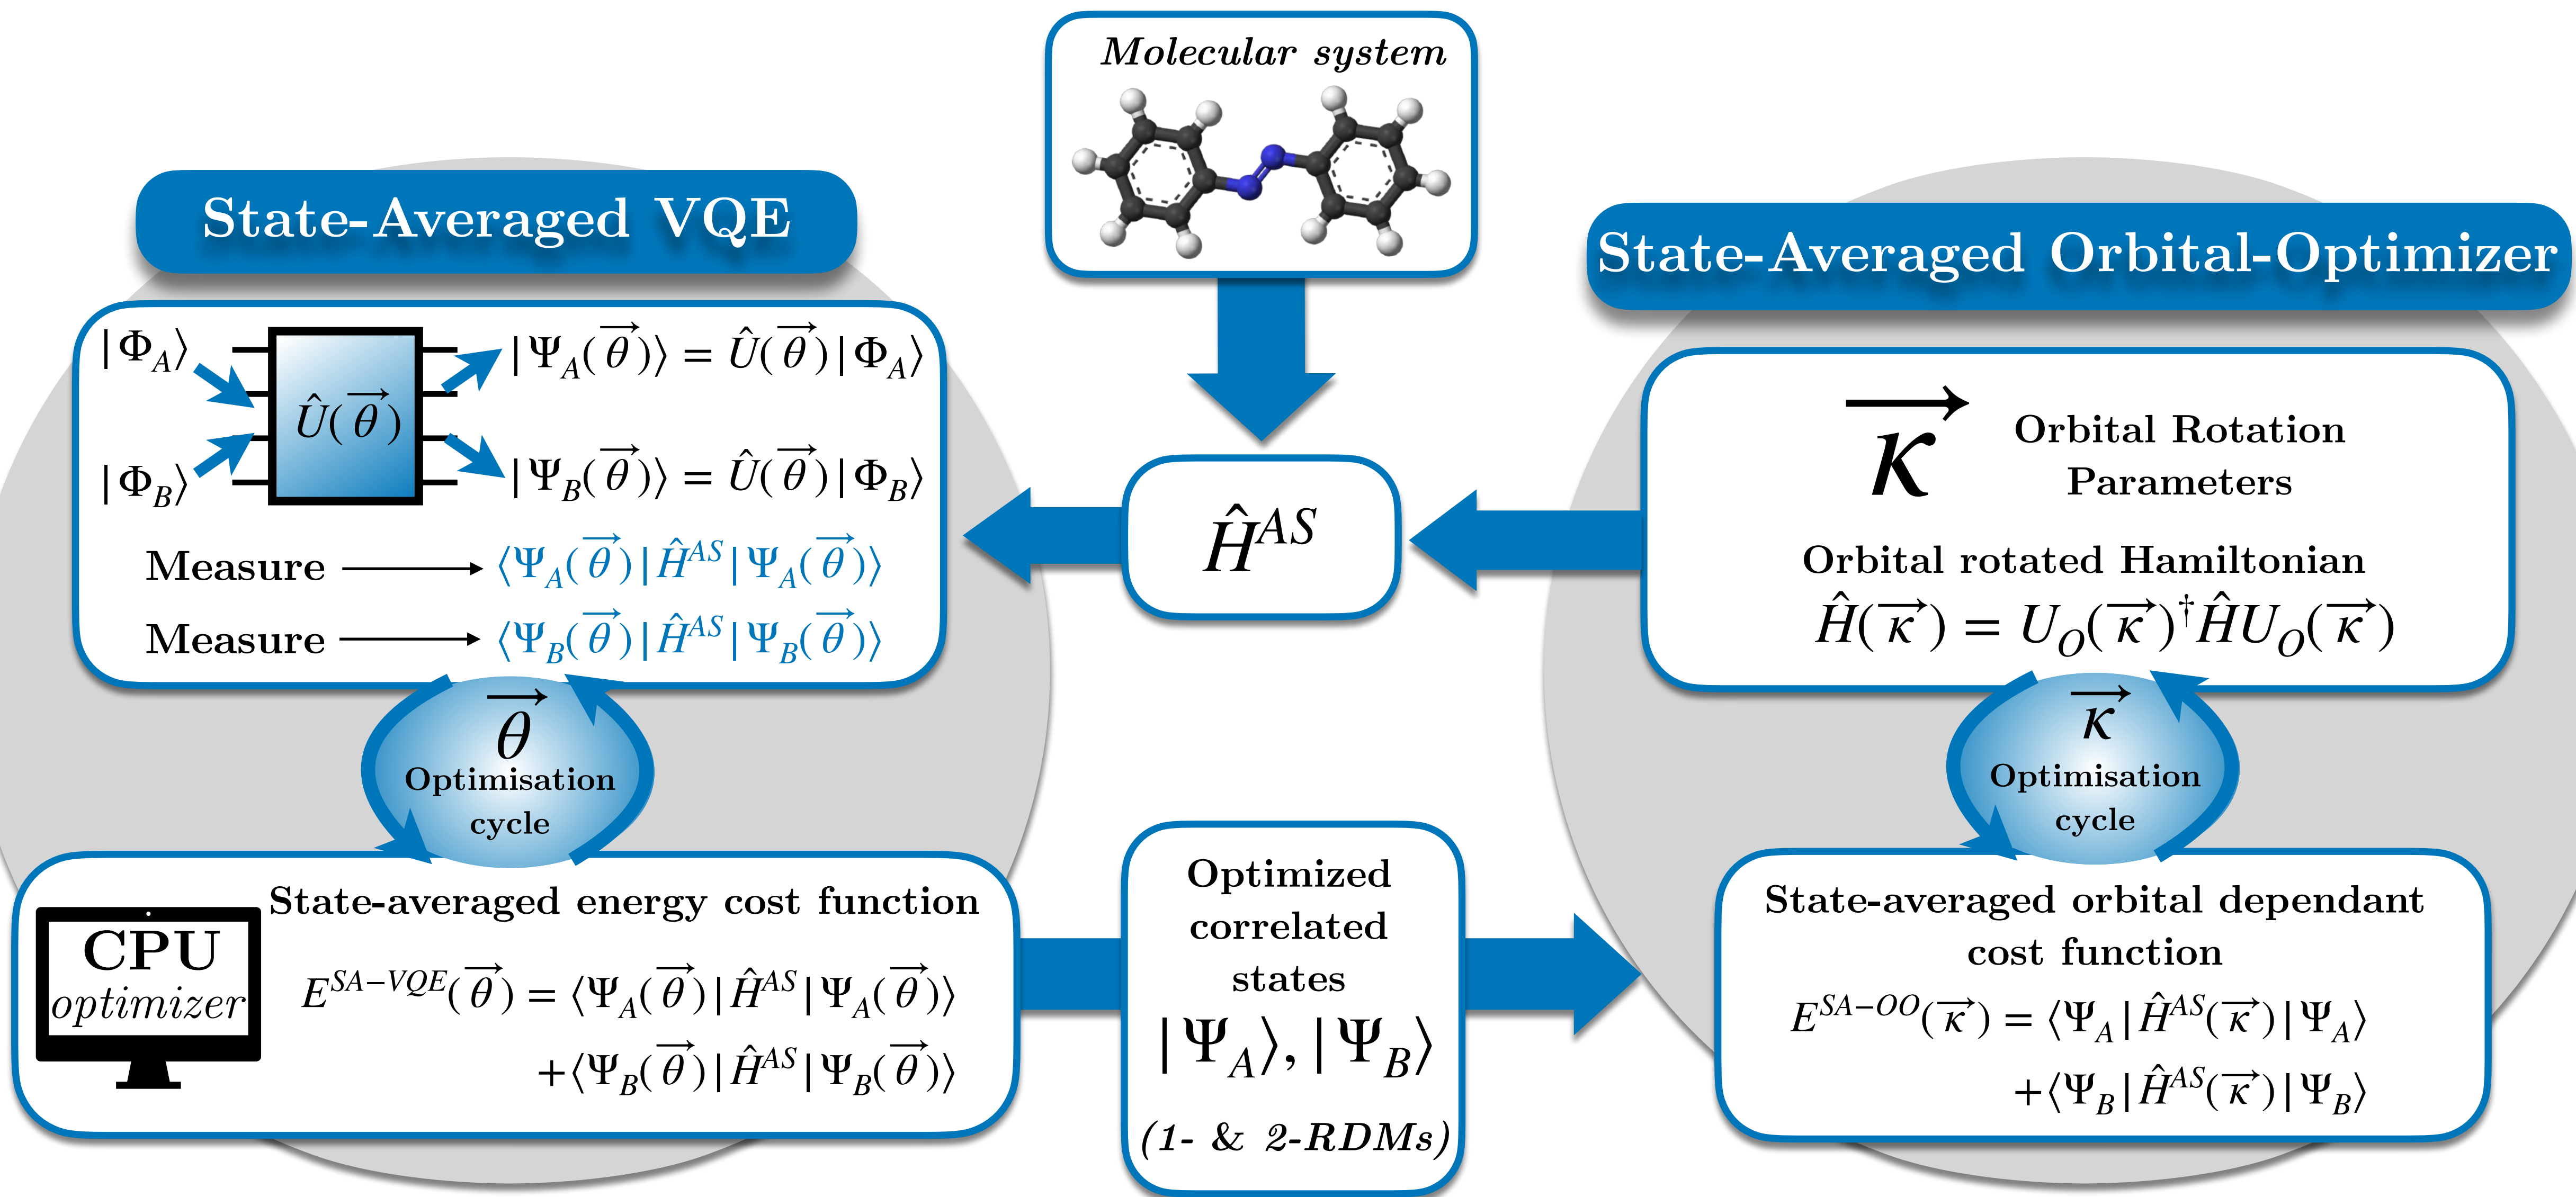 Molecular system
State-Averaged VQE
|Φ_A⟩
|Φ_B⟩
Û(θ⃗)
|Ψ_A(θ⃗)⟩ = Û(θ⃗)|Φ_A⟩
|Ψ_B(θ⃗)⟩ = Û(θ⃗)|Φ_B⟩
Measure ⟶ ⟨Ψ_A(θ⃗)|Ĥ^{AS}|Ψ_A(θ⃗)⟩
Measure ⟶ ⟨Ψ_B(θ⃗)|Ĥ^{AS}|Ψ_B(θ⃗)⟩
θ⃗
Optimisation
cycle
CPU
optimizer
State-averaged energy cost function
E^{SA−VQE}(θ⃗) = ⟨Ψ_A(θ⃗)|Ĥ^{AS}|Ψ_A(θ⃗)⟩
+⟨Ψ_B(θ⃗)|Ĥ^{AS}|Ψ_B(θ⃗)⟩
Ĥ^{AS}
Optimized
correlated
states
|Ψ_A⟩, |Ψ_B⟩
(1- & 2-RDMs)
State-Averaged Orbital-Optimizer
κ⃗
Orbital Rotation
Parameters
Orbital rotated Hamiltonian
Ĥ(κ⃗) = U_O(κ⃗)^†ĤU_O(κ⃗)
κ⃗
Optimisation
cycle
State-averaged orbital dependant
cost function
E^{SA−OO}(κ⃗) = ⟨Ψ_A|Ĥ^{AS}(κ⃗)|Ψ_A⟩
+⟨Ψ_B|Ĥ^{AS}(κ⃗)|Ψ_B⟩